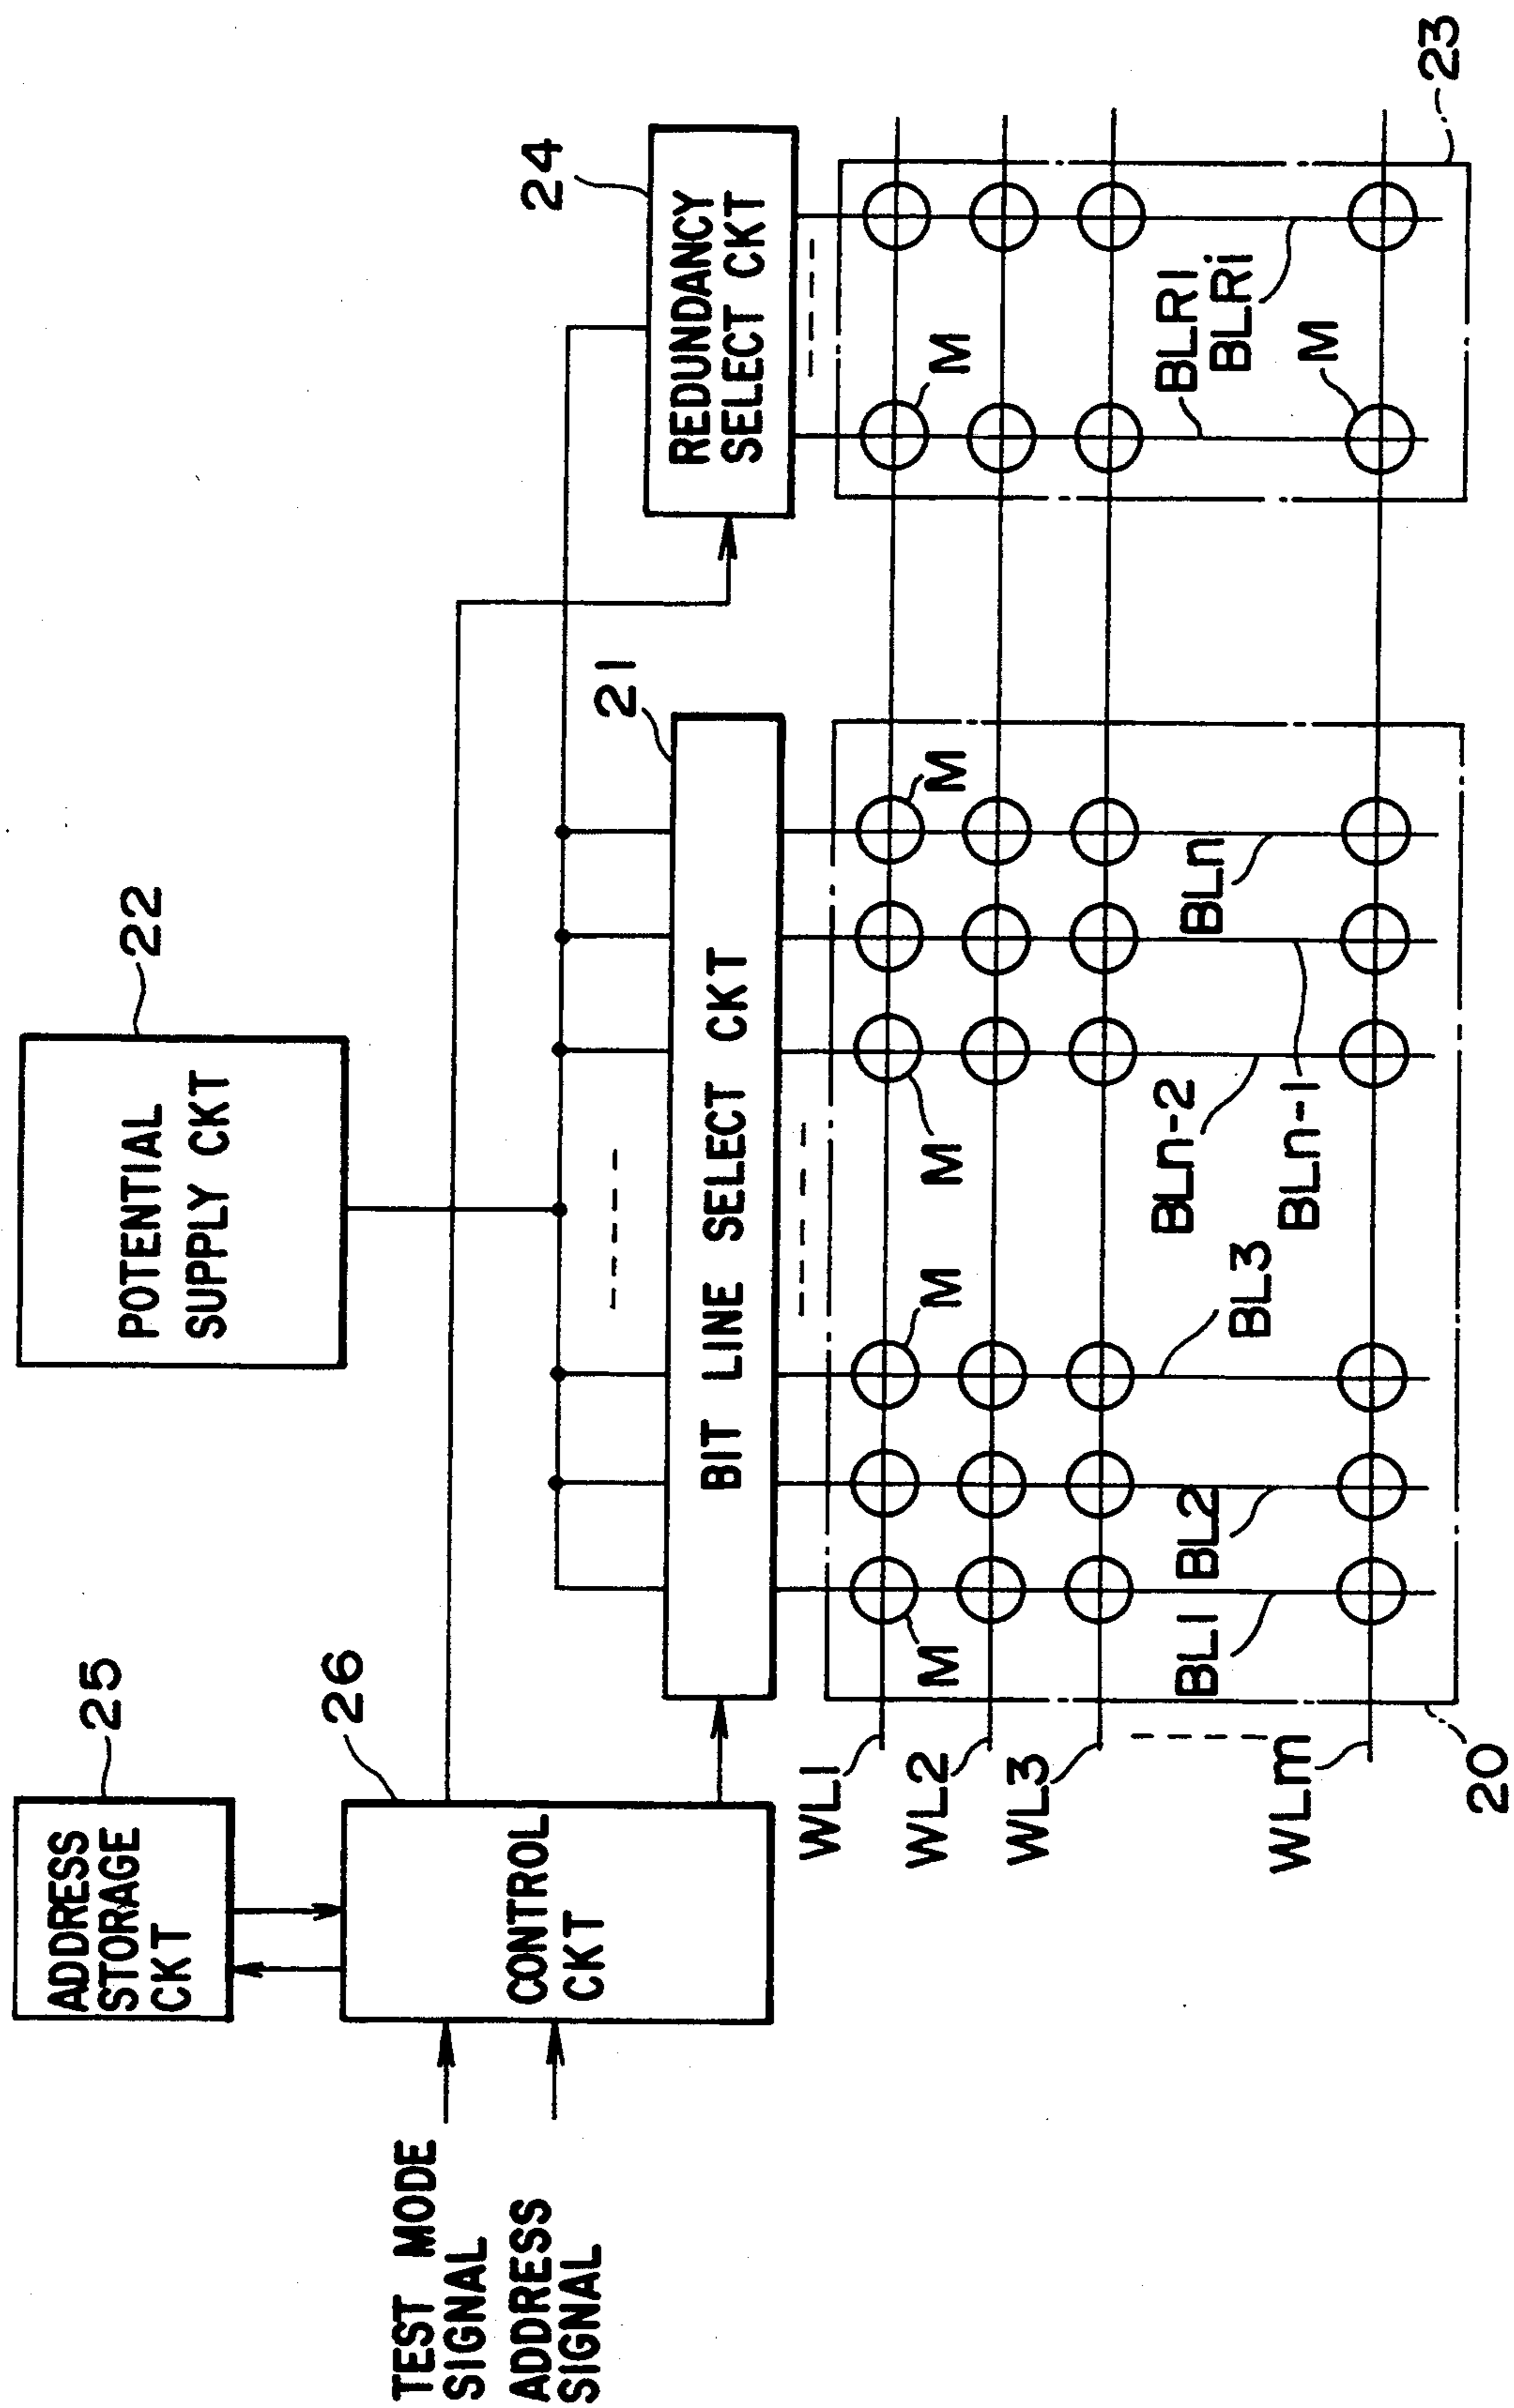 22
POTENTIAL
SUPPLY CKT
25
ADDRESS
STORAGE
CKT
26
CONTROL
CKT
TEST MODE
SIGNAL
ADDRESS
SIGNAL
24
REDUNDANCY
SELECT CKT
21
BIT LINE SELECT CKT
WL1
WL2
WL3
WLm
M
M
M
M
M
M
BL1
BL2
BL3
BLn-2
BLn-1
BLn
BLR1
BLRi
20
23